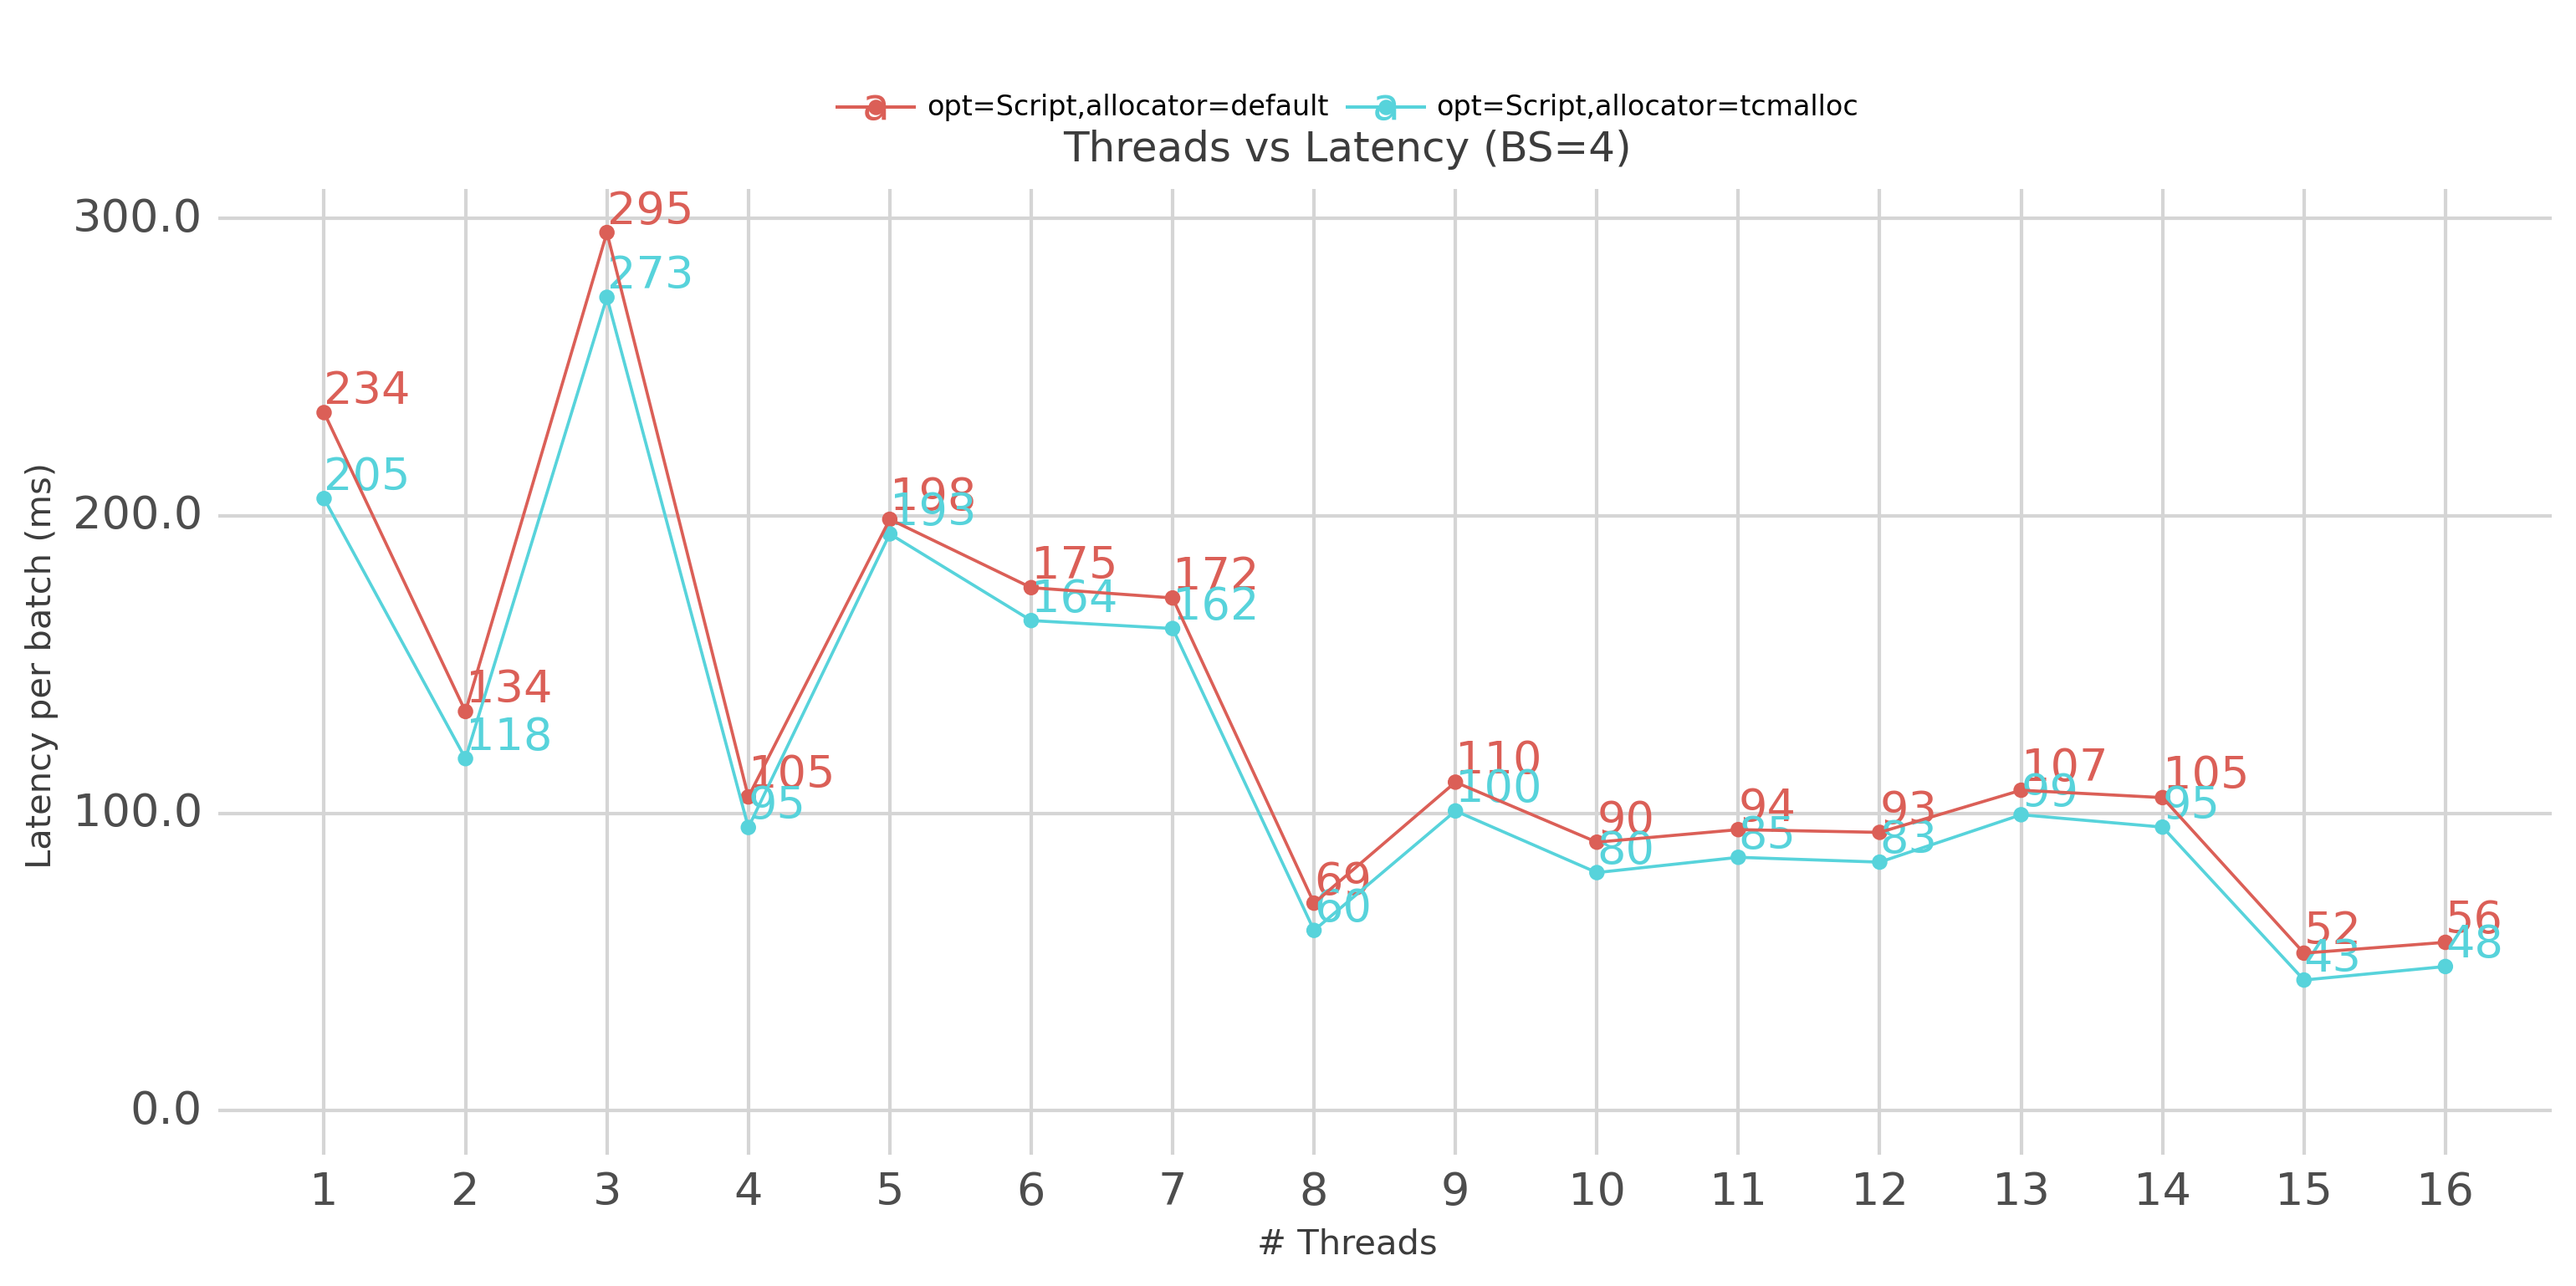 a opt=Script,allocator=default a opt=Script,allocator=tcmalloc
Threads vs Latency (BS=4)
Latency per batch (ms)
300.0
200.0
100.0
0.0
234 134 295 105 198 175 172 69 110 90 94 93 107 105 52 56
205 118 273 95 193 164 162 60 100 80 85 83 99 95 43 48
1 2 3 4 5 6 7 8 9 10 11 12 13 14 15 16
# Threads